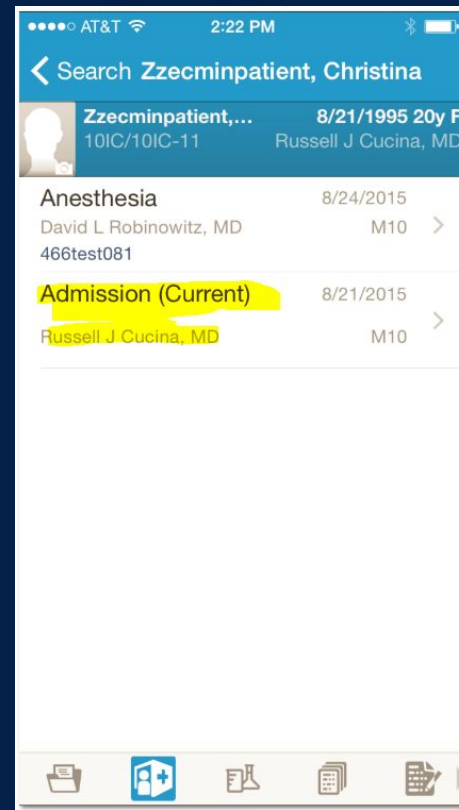 AT&T 2:22 PM
Search Zzecminpatient, Christina
Zzecminpatient,... 8/21/1995 20y F
10IC/10IC-11 Russell J Cucina, MD
Anesthesia 8/24/2015
David L Robinowitz, MD M10
466test081
Admission (Current) 8/21/2015
Russell J Cucina, MD M10